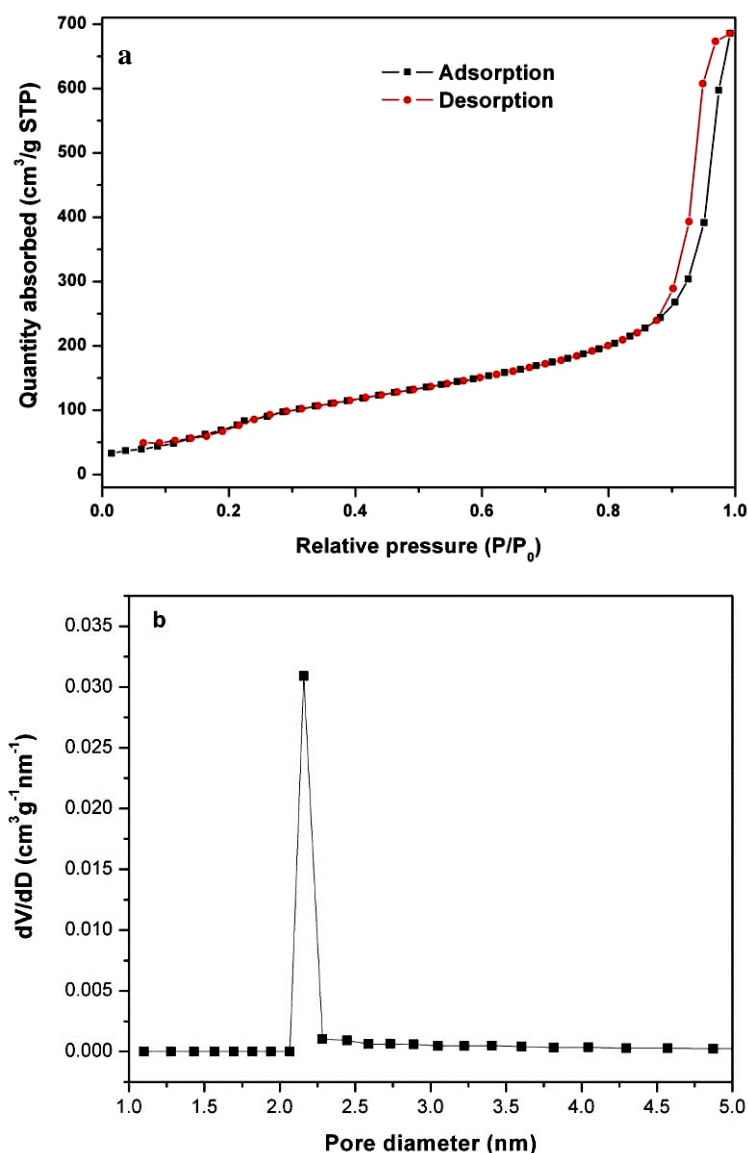 a
Adsorption
Desorption
Quantity absorbed (cm³/g STP)
700
600
500
400
300
200
100
0
0.0 0.2 0.4 0.6 0.8 1.0
Relative pressure (P/P₀)
b
dV/dD (cm³g⁻¹nm⁻¹)
0.035
0.030
0.025
0.020
0.015
0.010
0.005
0.000
1.0 1.5 2.0 2.5 3.0 3.5 4.0 4.5 5.0
Pore diameter (nm)